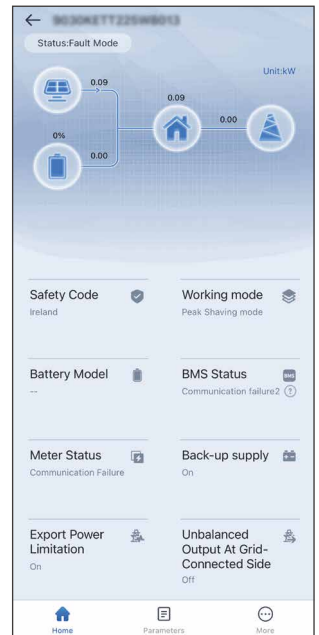 Status:Fault Mode
Unit:kW
0.09
0.09
0.00
0%
0.00
Safety Code
Ireland
Working mode
Peak Shaving mode
Battery Model
--
BMS Status
BMS
Communication failure2 ?
Meter Status
Communication Failure
Back-up supply
On
Export Power
Limitation
On
Unbalanced
Output At Grid-
Connected Side
Off
Home
Parameters
More